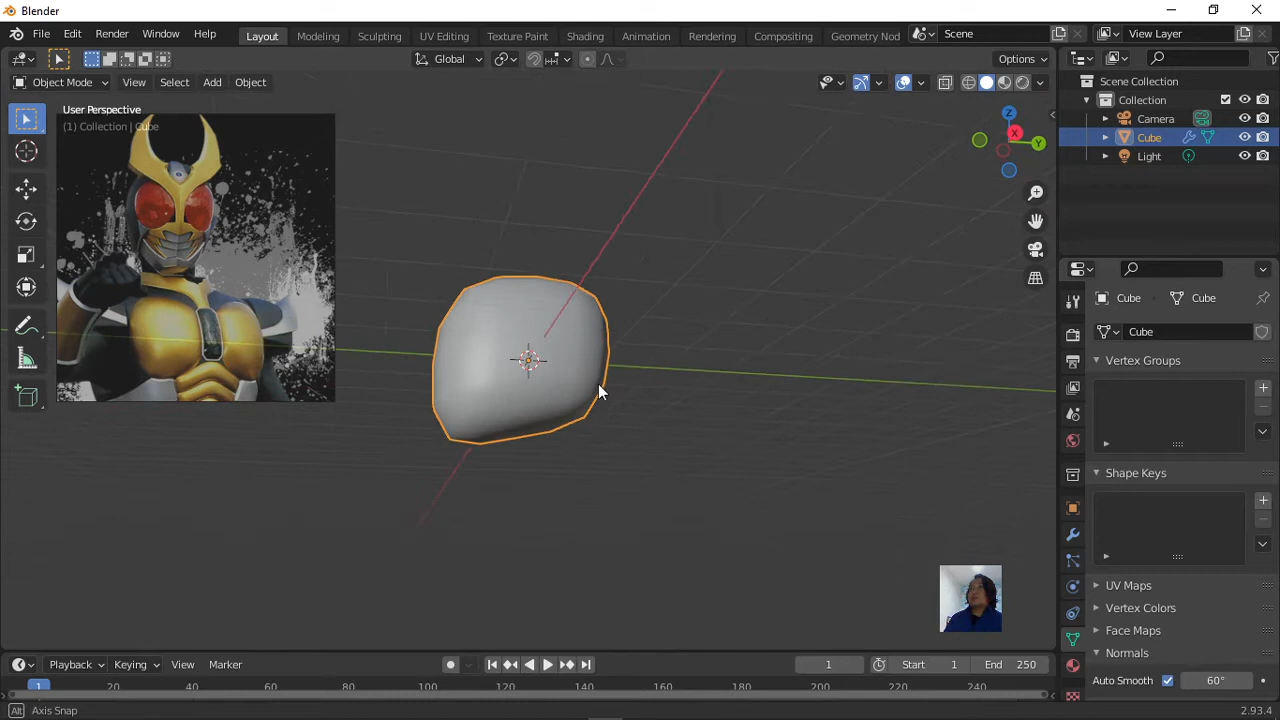 Blender
File Edit Render Window Help Layout Modeling Sculpting UV Editing Texture Paint Shading Animation Rendering Compositing Geometry Nod Scene View Layer
Global Options
Object Mode View Select Add Object
User Perspective
(1) Collection | Cube
X
Y
Z
Scene Collection
Collection
Camera
Cube
Light
Cube Cube
Cube
Vertex Groups
Shape Keys
UV Maps
Vertex Colors
Face Maps
Normals
Auto Smooth 60°
Playback Keying View Marker 1 Start 1 End 250
1 20 40 60 80 100 120 140 160 180 200 220 240
Alt Axis Snap 2.93.4